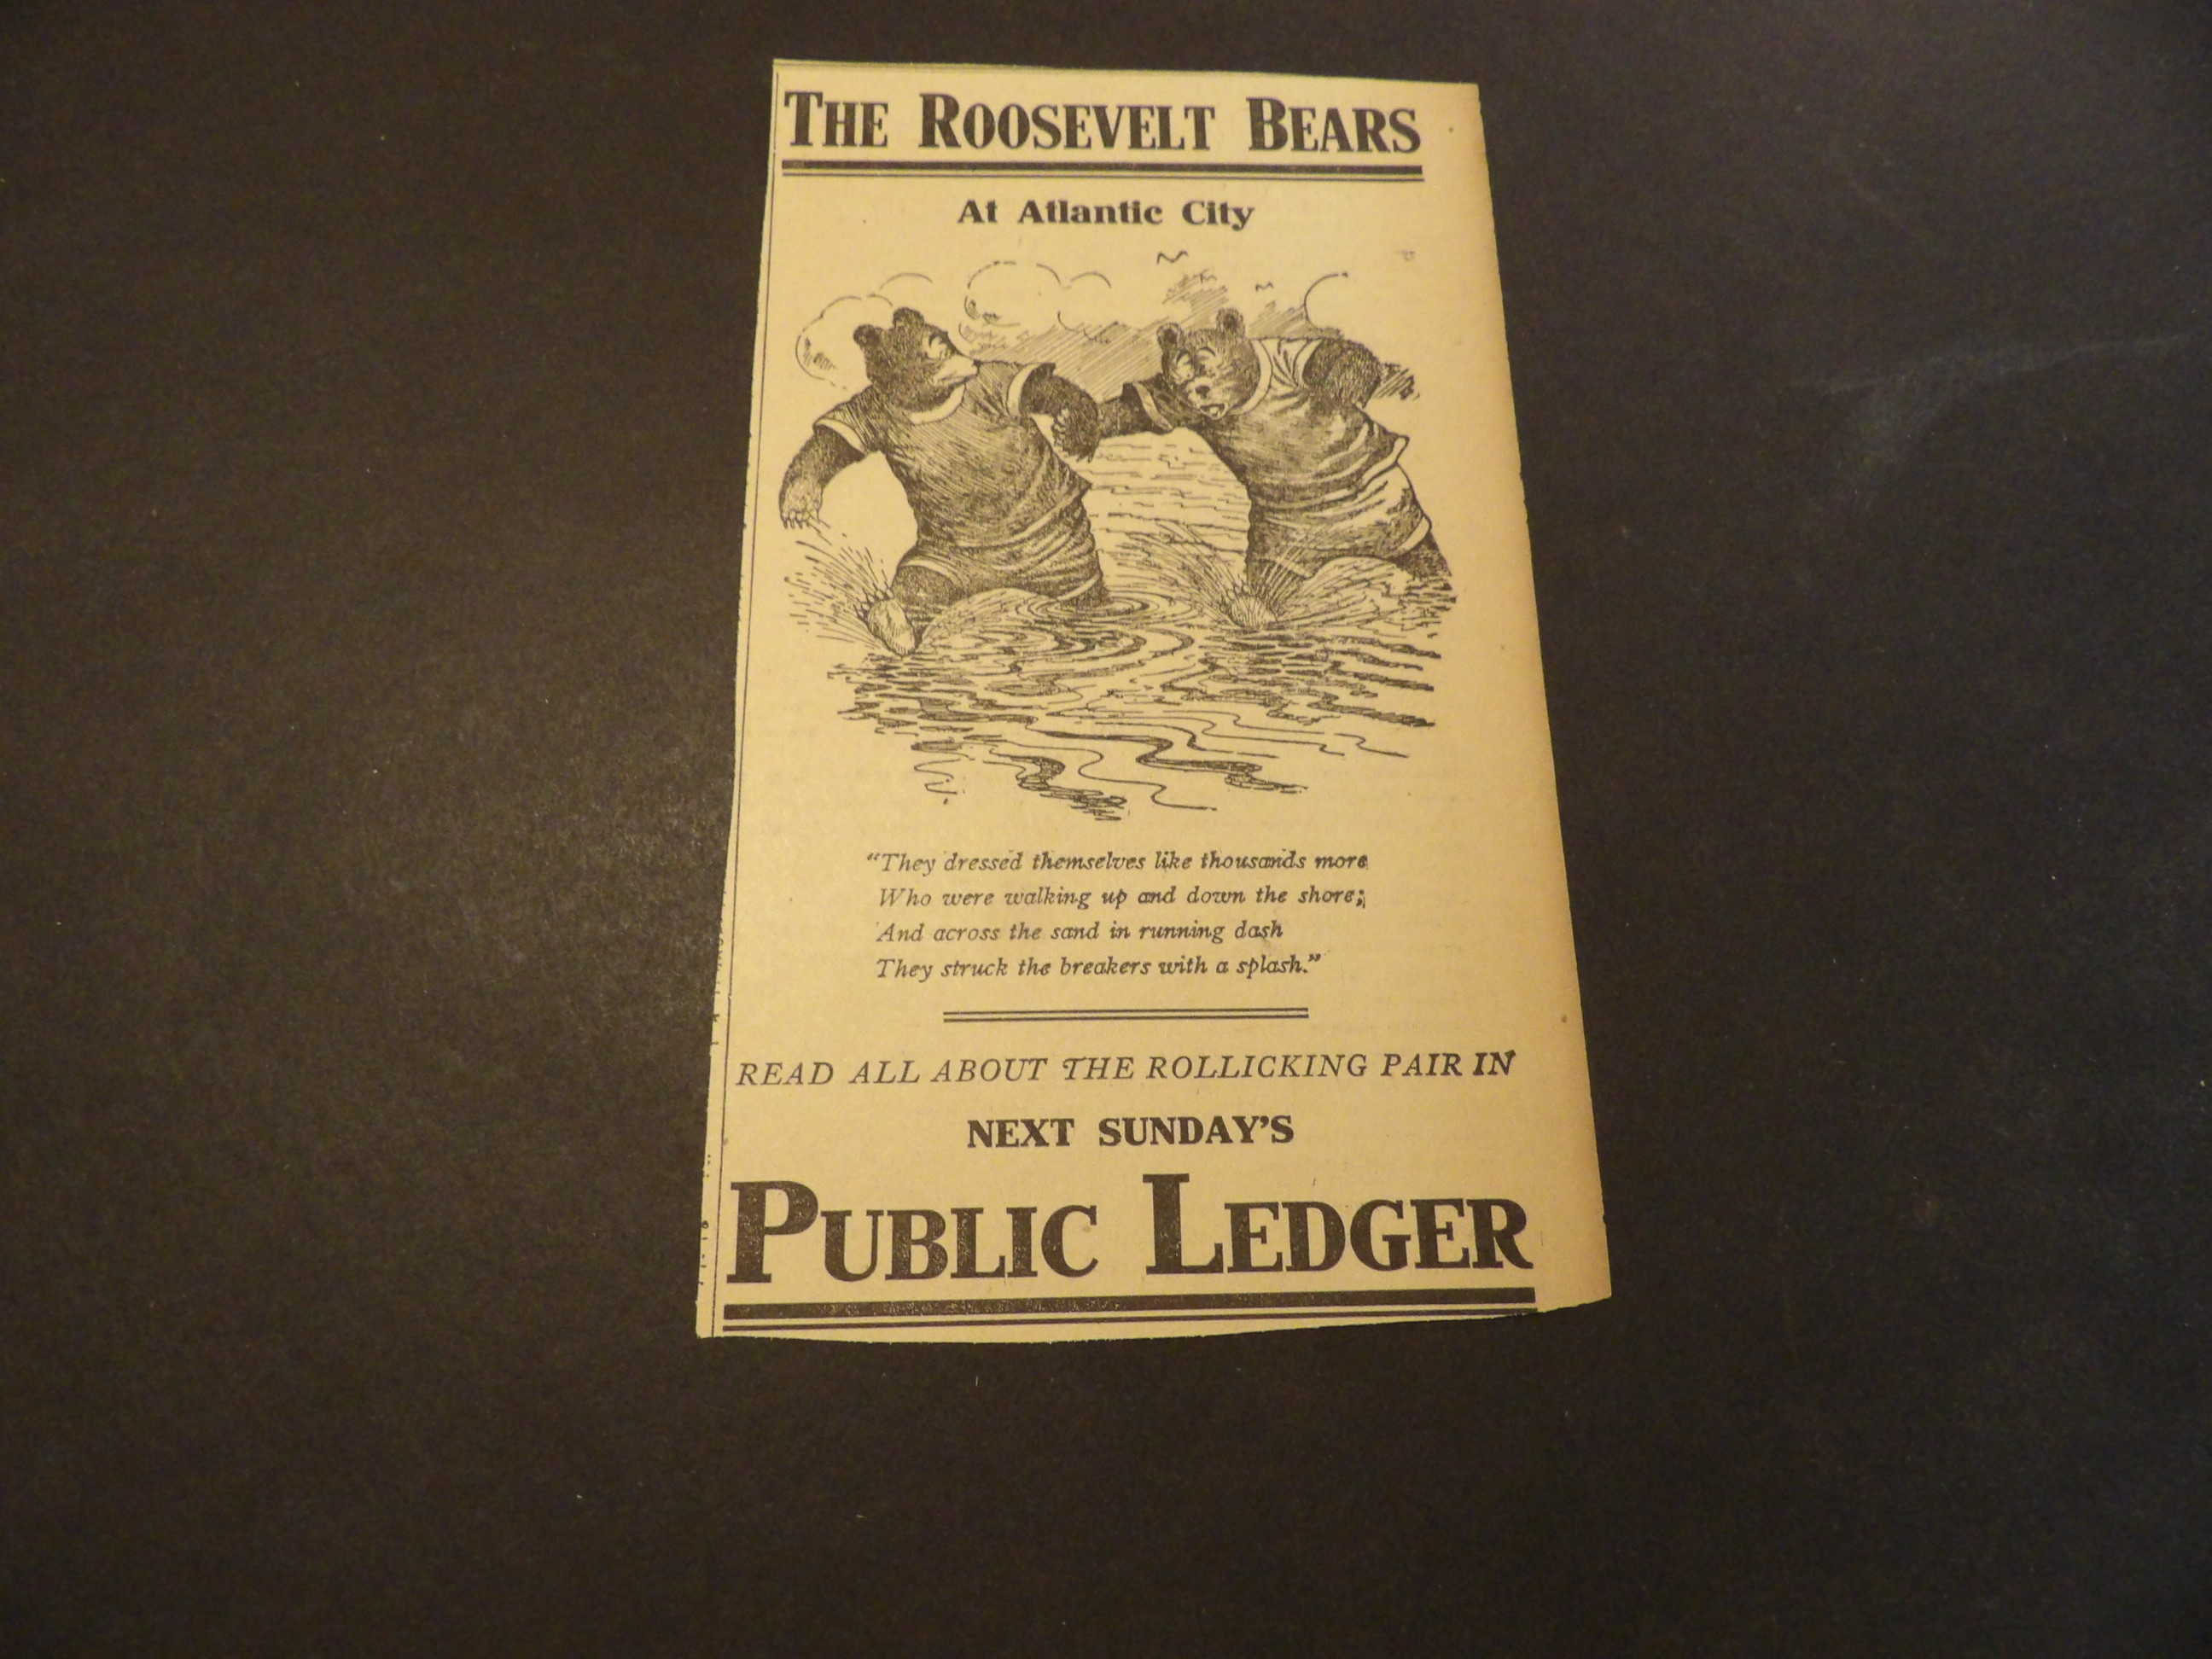 THE ROOSEVELT BEARS
At Atlantic City
"They dressed themselves like thousands more
Who were walking up and down the shore;
And across the sand in running dash
They struck the breakers with a splash."
READ ALL ABOUT THE ROLLICKING PAIR IN
NEXT SUNDAY'S
PUBLIC LEDGER